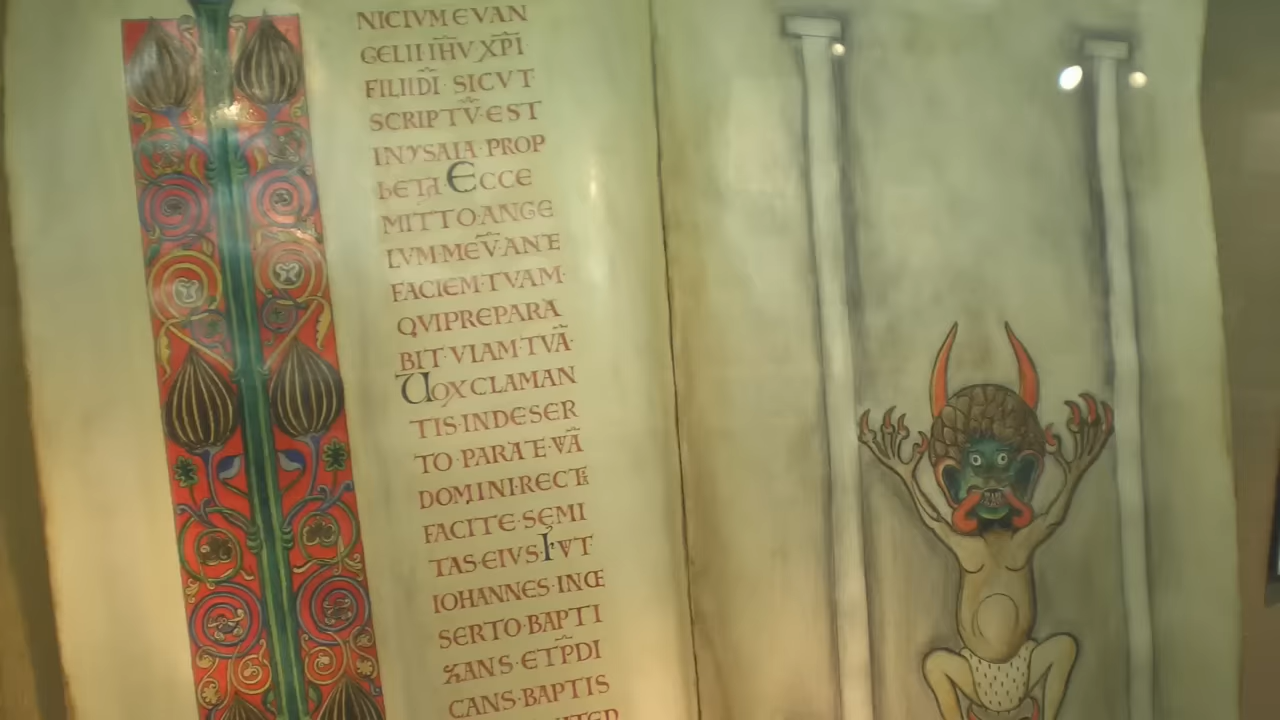 NICIVM EVAN
GELII IHV XPI
FILII DI SICVT
SCRIPTV EST
IN YSAIA PROP
hETA Ecce
MITTO ANGE
LVM MEV ANTE
FACIEM TVAM
QVI PREPARA
BIT VIAM TVA
Vox CLAMAN
TIS IN DESER
TO PARATE VIA
DOMINI RECTAS
FACITE SEMI
TAS EIVS FVIT
IOHANNES IN DE
SERTO BAPTI
ZANS ET PDI
CANS BAPTIS